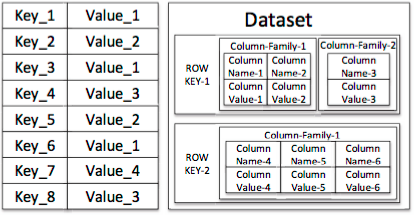 Key_1 Value_1
Key_2 Value_2
Key_3 Value_1
Key_4 Value_3
Key_5 Value_2
Key_6 Value_1
Key_7 Value_4
Key_8 Value_3
Dataset
ROW
KEY-1
Column-Family-1
Column Column
Name-1 Name-2
Column Column
Value-1 Value-2
Column-Family-2
Column
Name-3
Column
Value-3
ROW
KEY-2
Column-Family-1
Column Column Column
Name-4 Name-5 Name-6
Column Column Column
Value-4 Value-5 Value-6